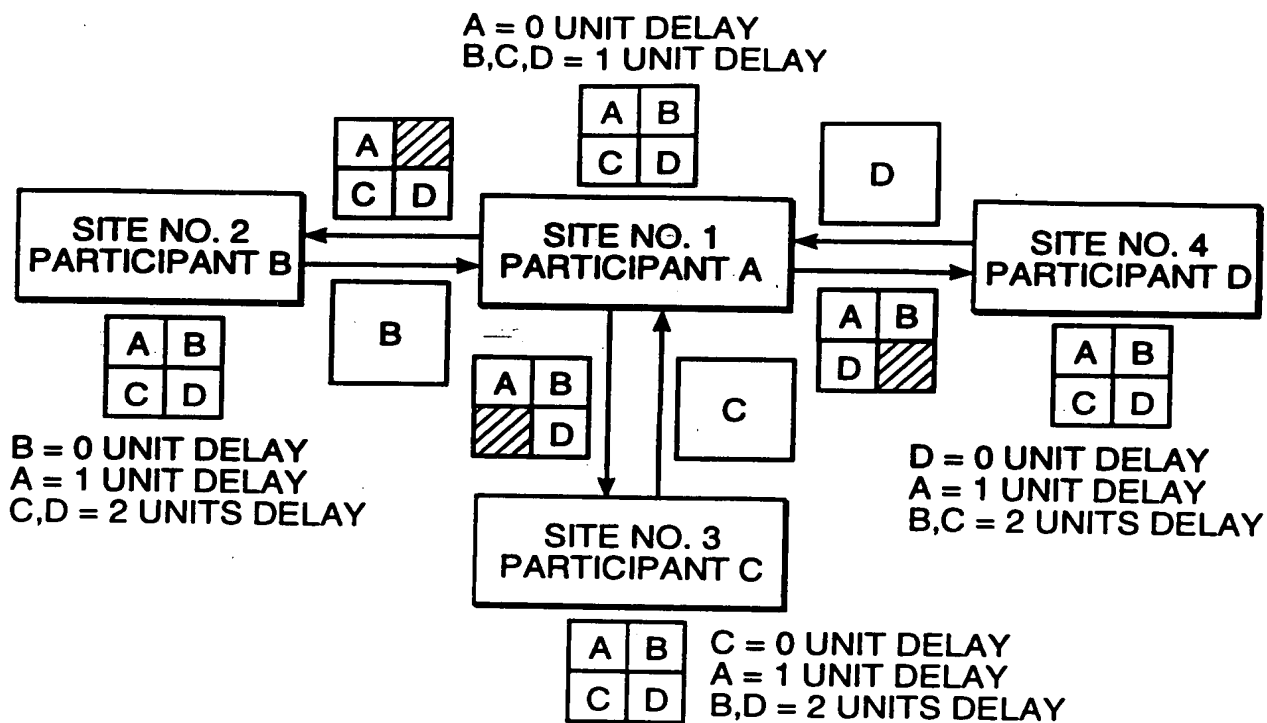 A = 0 UNIT DELAY
B,C,D = 1 UNIT DELAY
A B
C D
A
C D
D
SITE NO. 2
PARTICIPANT B
SITE NO. 1
PARTICIPANT A
SITE NO. 4
PARTICIPANT D
A B
C D
B
A B
D
C
A B
D
A B
C D
B = 0 UNIT DELAY
A = 1 UNIT DELAY
C,D = 2 UNITS DELAY
D = 0 UNIT DELAY
A = 1 UNIT DELAY
B,C = 2 UNITS DELAY
SITE NO. 3
PARTICIPANT C
A B
C D
C = 0 UNIT DELAY
A = 1 UNIT DELAY
B,D = 2 UNITS DELAY